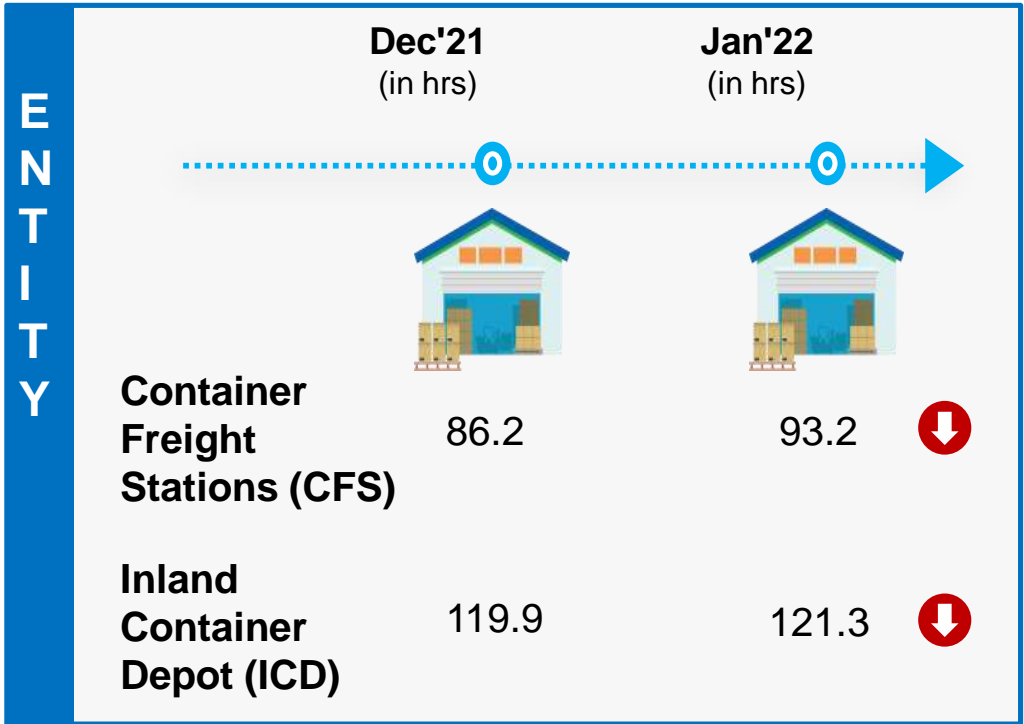 ENTITY
Dec'21 Jan'22
(in hrs) (in hrs)
Container
Freight
Stations (CFS)
86.2 93.2
Inland
Container
Depot (ICD)
119.9 121.3